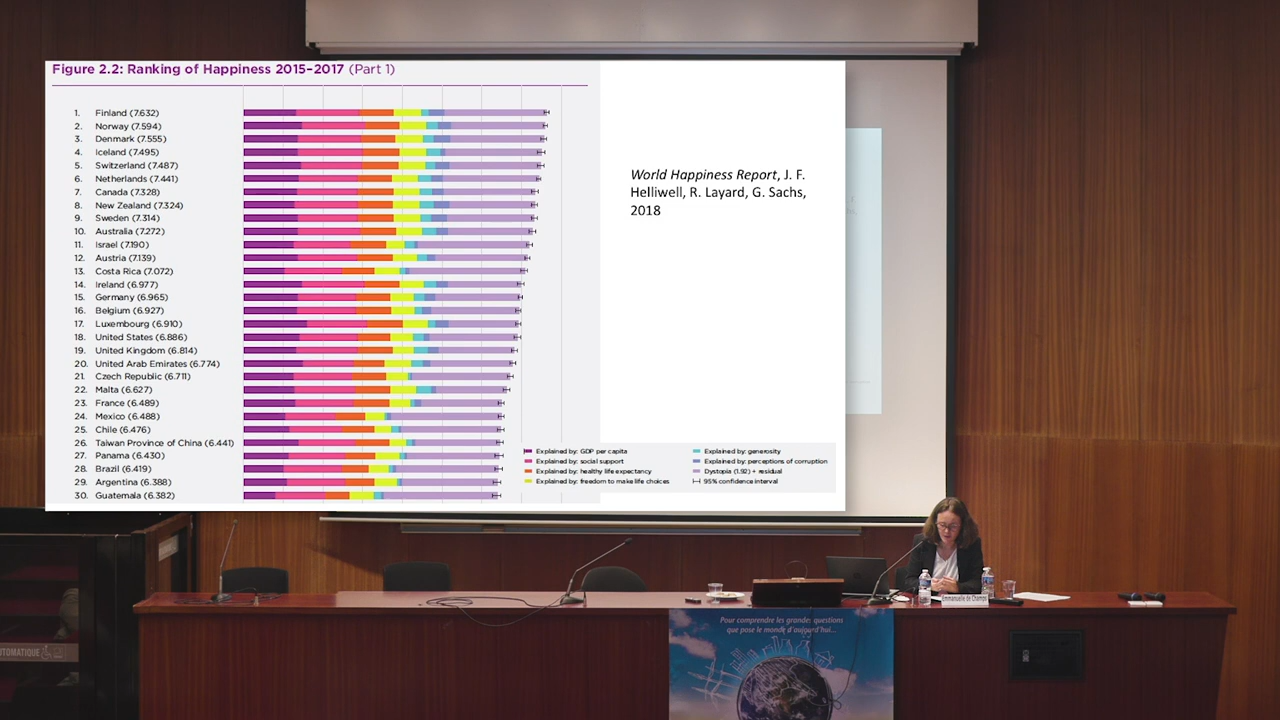 Figure 2.2: Ranking of Happiness 2015–2017 (Part 1)
1. Finland (7.632)
2. Norway (7.594)
3. Denmark (7.555)
4. Iceland (7.495)
5. Switzerland (7.487)
6. Netherlands (7.441)
7. Canada (7.328)
8. New Zealand (7.324)
9. Sweden (7.314)
10. Australia (7.272)
11. Israel (7.190)
12. Austria (7.139)
13. Costa Rica (7.072)
14. Ireland (6.977)
15. Germany (6.965)
16. Belgium (6.927)
17. Luxembourg (6.910)
18. United States (6.886)
19. United Kingdom (6.814)
20. United Arab Emirates (6.774)
21. Czech Republic (6.711)
22. Malta (6.627)
23. France (6.489)
24. Mexico (6.488)
25. Chile (6.476)
26. Taiwan Province of China (6.441)
27. Panama (6.430)
28. Brazil (6.419)
29. Argentina (6.388)
30. Guatemala (6.382)
Explained by: GDP per capita
Explained by: social support
Explained by: healthy life expectancy
Explained by: freedom to make life choices
Explained by: generosity
Explained by: perceptions of corruption
Dystopia (1.92) + residual
95% confidence interval
World Happiness Report, J. F.
Helliwell, R. Layard, G. Sachs,
2018
Emmanuelle de Champs
Pour comprendre les grandes questions
que pose le monde d'aujourd'hui...
AUTOMATIQUE